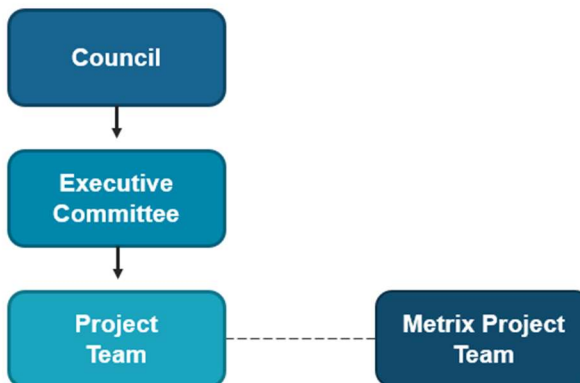 Council
Executive
Committee
Project
Team
Metrix Project
Team